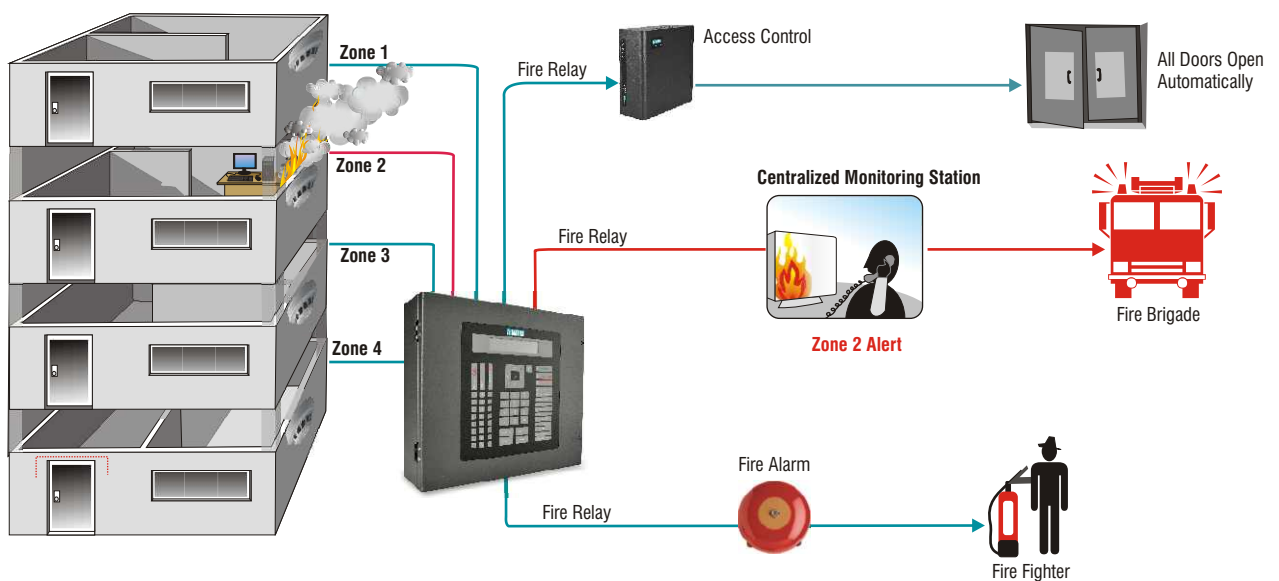 Zone 1
Zone 2
Zone 3
Zone 4
Fire Relay
Access Control
All Doors Open
Automatically
Centralized Monitoring Station
Fire Relay
Zone 2 Alert
Fire Brigade
Fire Alarm
Fire Relay
Fire Fighter